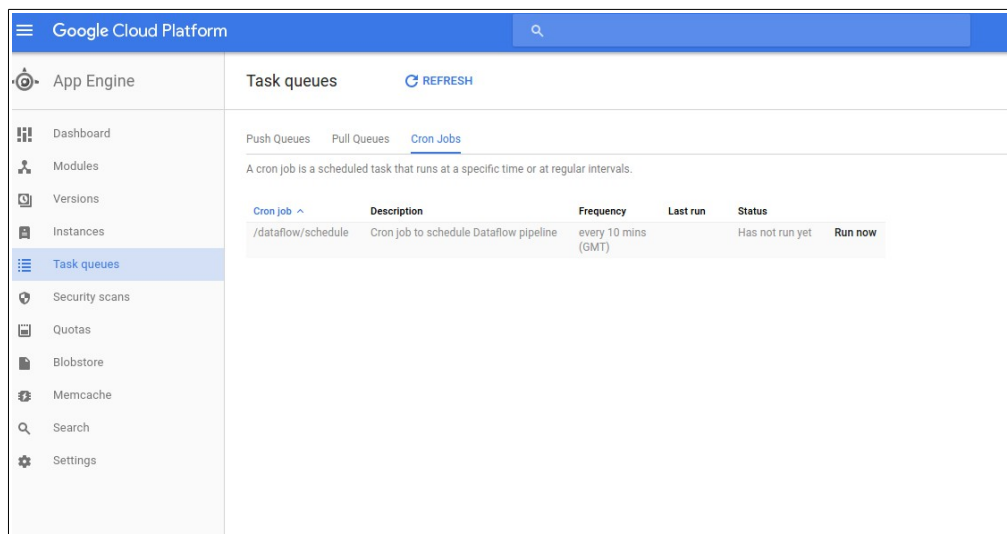 Google Cloud Platform
App Engine
Task queues
REFRESH
Dashboard
Modules
Versions
Instances
Task queues
Security scans
Quotas
Blobstore
Memcache
Search
Settings
Push Queues Pull Queues Cron Jobs
A cron job is a scheduled task that runs at a specific time or at regular intervals.
Cron job Description Frequency Last run Status
/dataflow/schedule Cron job to schedule Dataflow pipeline every 10 mins Has not run yet Run now
(GMT)